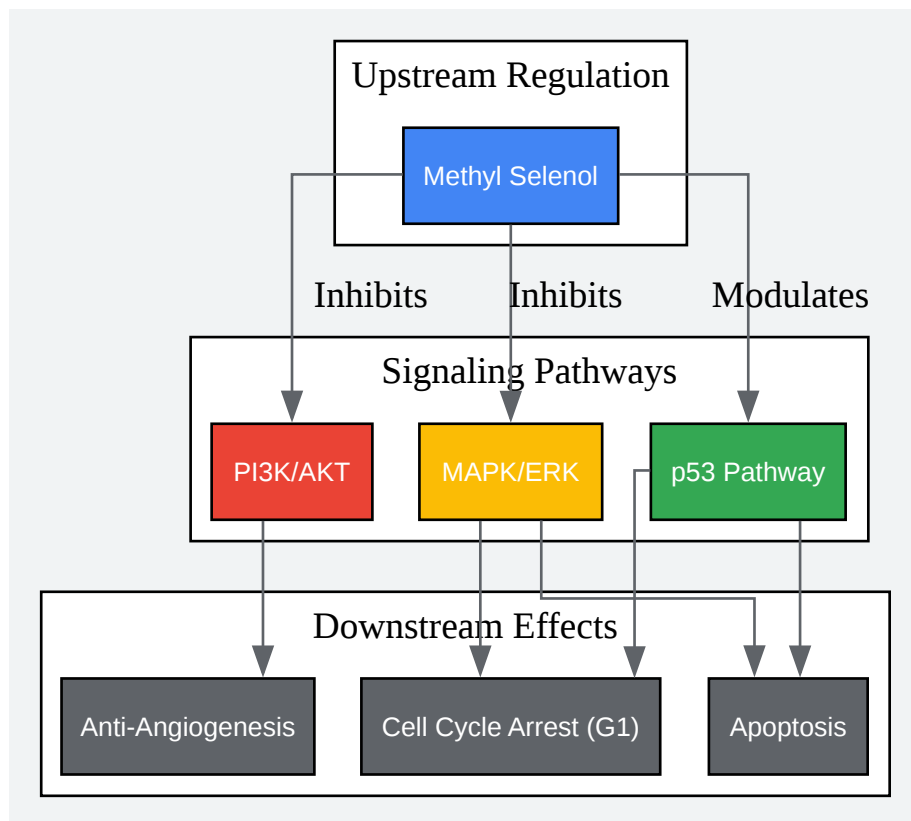 Upstream Regulation
Methyl Selenol
Inhibits
Inhibits
Modulates
Signaling Pathways
PI3K/AKT
MAPK/ERK
p53 Pathway
Downstream Effects
Anti-Angiogenesis
Cell Cycle Arrest (G1)
Apoptosis